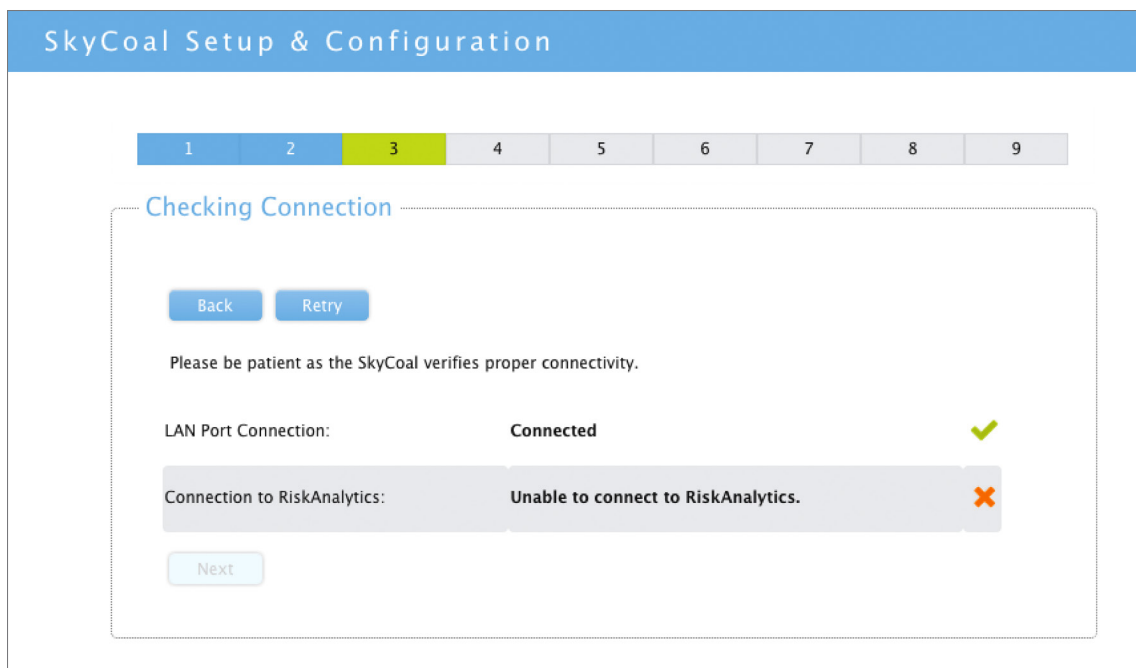 SkyCoal Setup & Configuration
1 2 3 4 5 6 7 8 9
Checking Connection
Back Retry
Please be patient as the SkyCoal verifies proper connectivity.
LAN Port Connection: Connected
Connection to RiskAnalytics: Unable to connect to RiskAnalytics.
Next